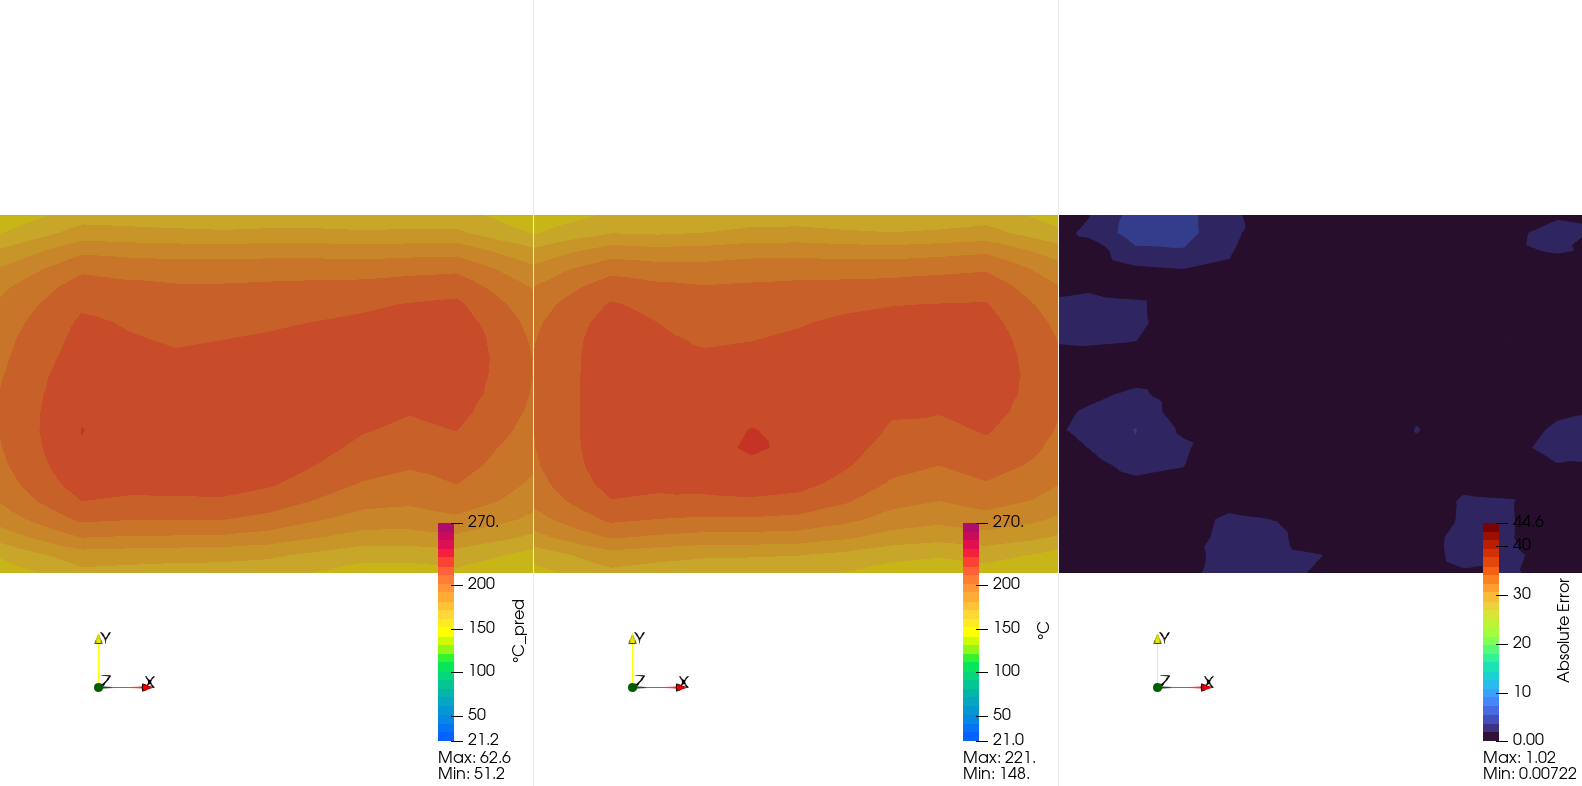 270.
200
150
100
50
21.2
°C_pred
Max: 62.6
Min: 51.2
Y
Z
X
270.
200
150
100
50
21.0
°C
Max: 221.
Min: 148.
Y
Z
X
44.6
40
30
20
10
0.00
Absolute Error
Max: 1.02
Min: 0.00722
Y
Z
X